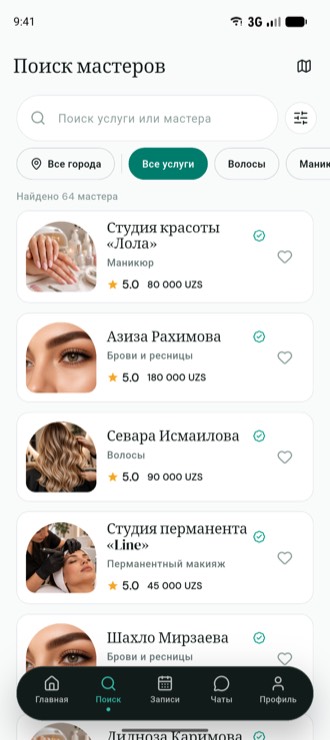 9:41
3G
Поиск мастеров
Поиск услуги или мастера
Все города
Все услуги
Волосы
Маник
Найдено 64 мастера
Студия красоты
«Лола»
Маникюр
5.0 80 000 UZS
Азиза Рахимова
Брови и ресницы
5.0 180 000 UZS
Севара Исмаилова
Волосы
5.0 90 000 UZS
Студия перманента
«Line»
Перманентный макияж
5.0 45 000 UZS
Шахло Мирзаева
Брови и ресницы
Главная
Поиск
Записи
Чаты
Профиль
Дилноза Каримова